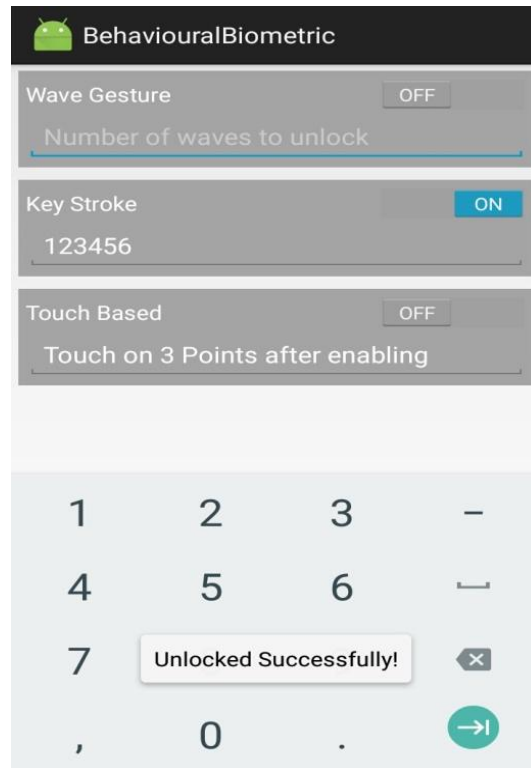 BehaviouralBiometric
Wave Gesture OFF
Number of waves to unlock
Key Stroke ON
123456
Touch Based OFF
Touch on 3 Points after enabling
1 2 3 -
4 5 6
7 Unlocked Successfully!
, 0 .